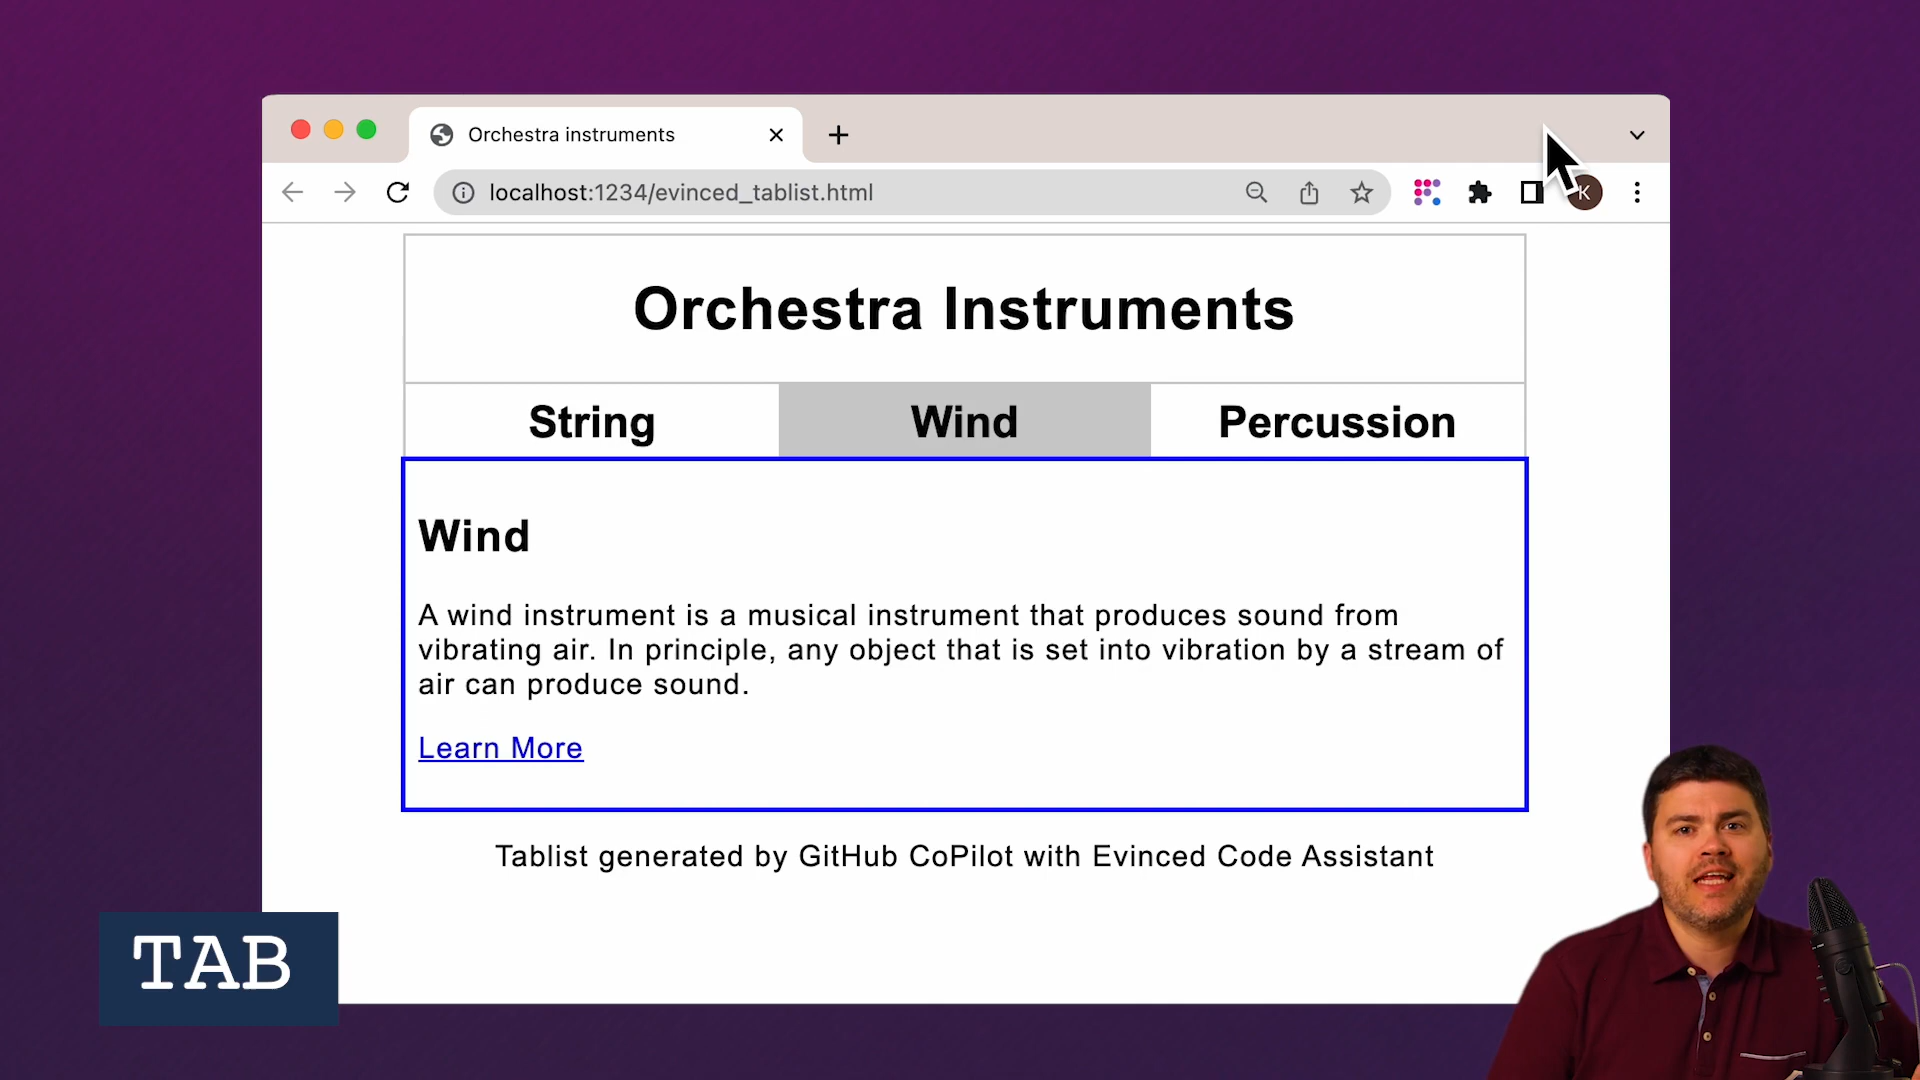 Orchestra instruments
localhost:1234/evinced_tablist.html
K
Orchestra Instruments
String Wind Percussion
Wind
A wind instrument is a musical instrument that produces sound from
vibrating air. In principle, any object that is set into vibration by a stream of
air can produce sound.
Learn More
Tablist generated by GitHub CoPilot with Evinced Code Assistant
TAB